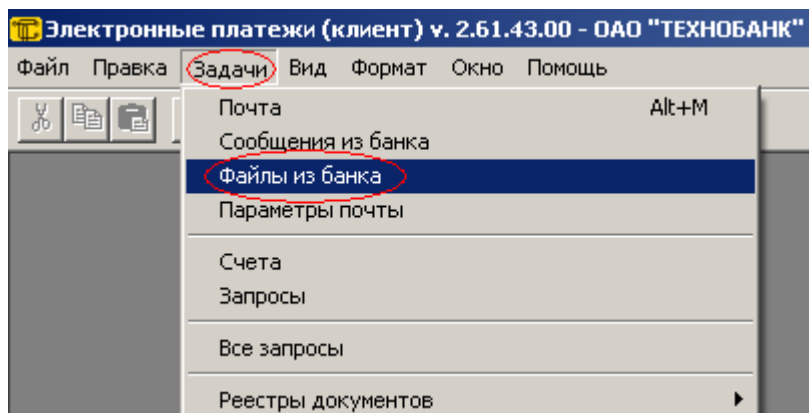 Электронные платежи (клиент) v. 2.61.43.00 - ОАО "ТЕХНОБАНК"
Файл Правка Задачи Вид Формат Окно Помощь
Почта Alt+M
Сообщения из банка
Файлы из банка
Параметры почты
Счета
Запросы
Все запросы
Реестры документов